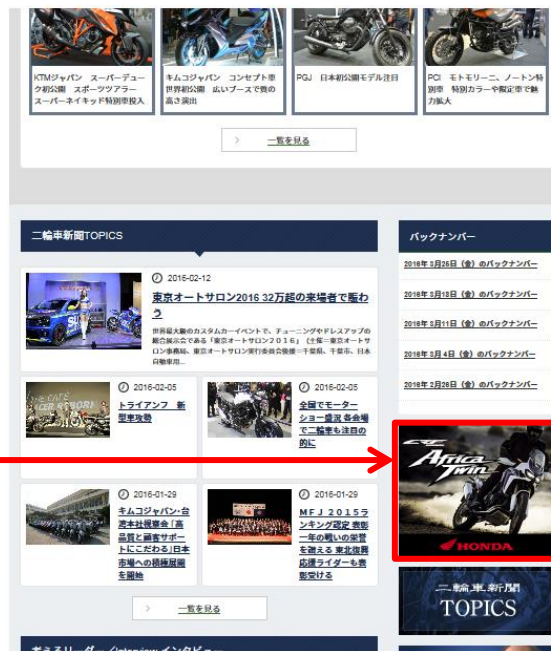 KTMジャパン スーパーデュー
ク初公開 スポーツツアラー
スーパーネイキッド特別車投入
キムコジャパン コンセプト車
世界初公開 広いブースで質の
高さ演出
PGJ 日本初公開モデル注目
PCI モトモリーニ、ノートン特
別車 特別カラーや限定車で魅
力拡大
一覧を見る
二輪車新聞TOPICS
2016-02-12
東京オートサロン2016 32万超の来場者で賑わ
う
世界最大級のカスタムカーイベントで、チューニングやドレスアップの
総合展示会である「東京オートサロン2016」(主催=東京オートサ
ロン事務局、東京オートサロン実行委員会後援=千葉県、千葉市、日本
自動車用...
2016-02-05
トライアンフ 新
型車攻勢
2016-02-05
全国でモーター
ショー盛況 各会場
で二輪車も注目の
的に
2016-01-29
キムコジャパン・台
湾本社視察会「高
品質と顧客サポー
トにこだわる」日本
市場への積極展開
を開始
2016-01-29
MFJ 2015ラ
ンキング認定 表彰
一年の戦いの栄誉
を讃える 東北復興
応援ライダーも表
彰受ける
一覧を見る
バックナンバー
2016年 3月25日(金)のバックナンバー
2016年 3月18日(金)のバックナンバー
2016年 3月11日(金)のバックナンバー
2016年 3月 4日(金)のバックナンバー
2016年 2月26日(金)のバックナンバー
CRF
Africa
Twin
HONDA
二輪車新聞
TOPICS
インタビュー